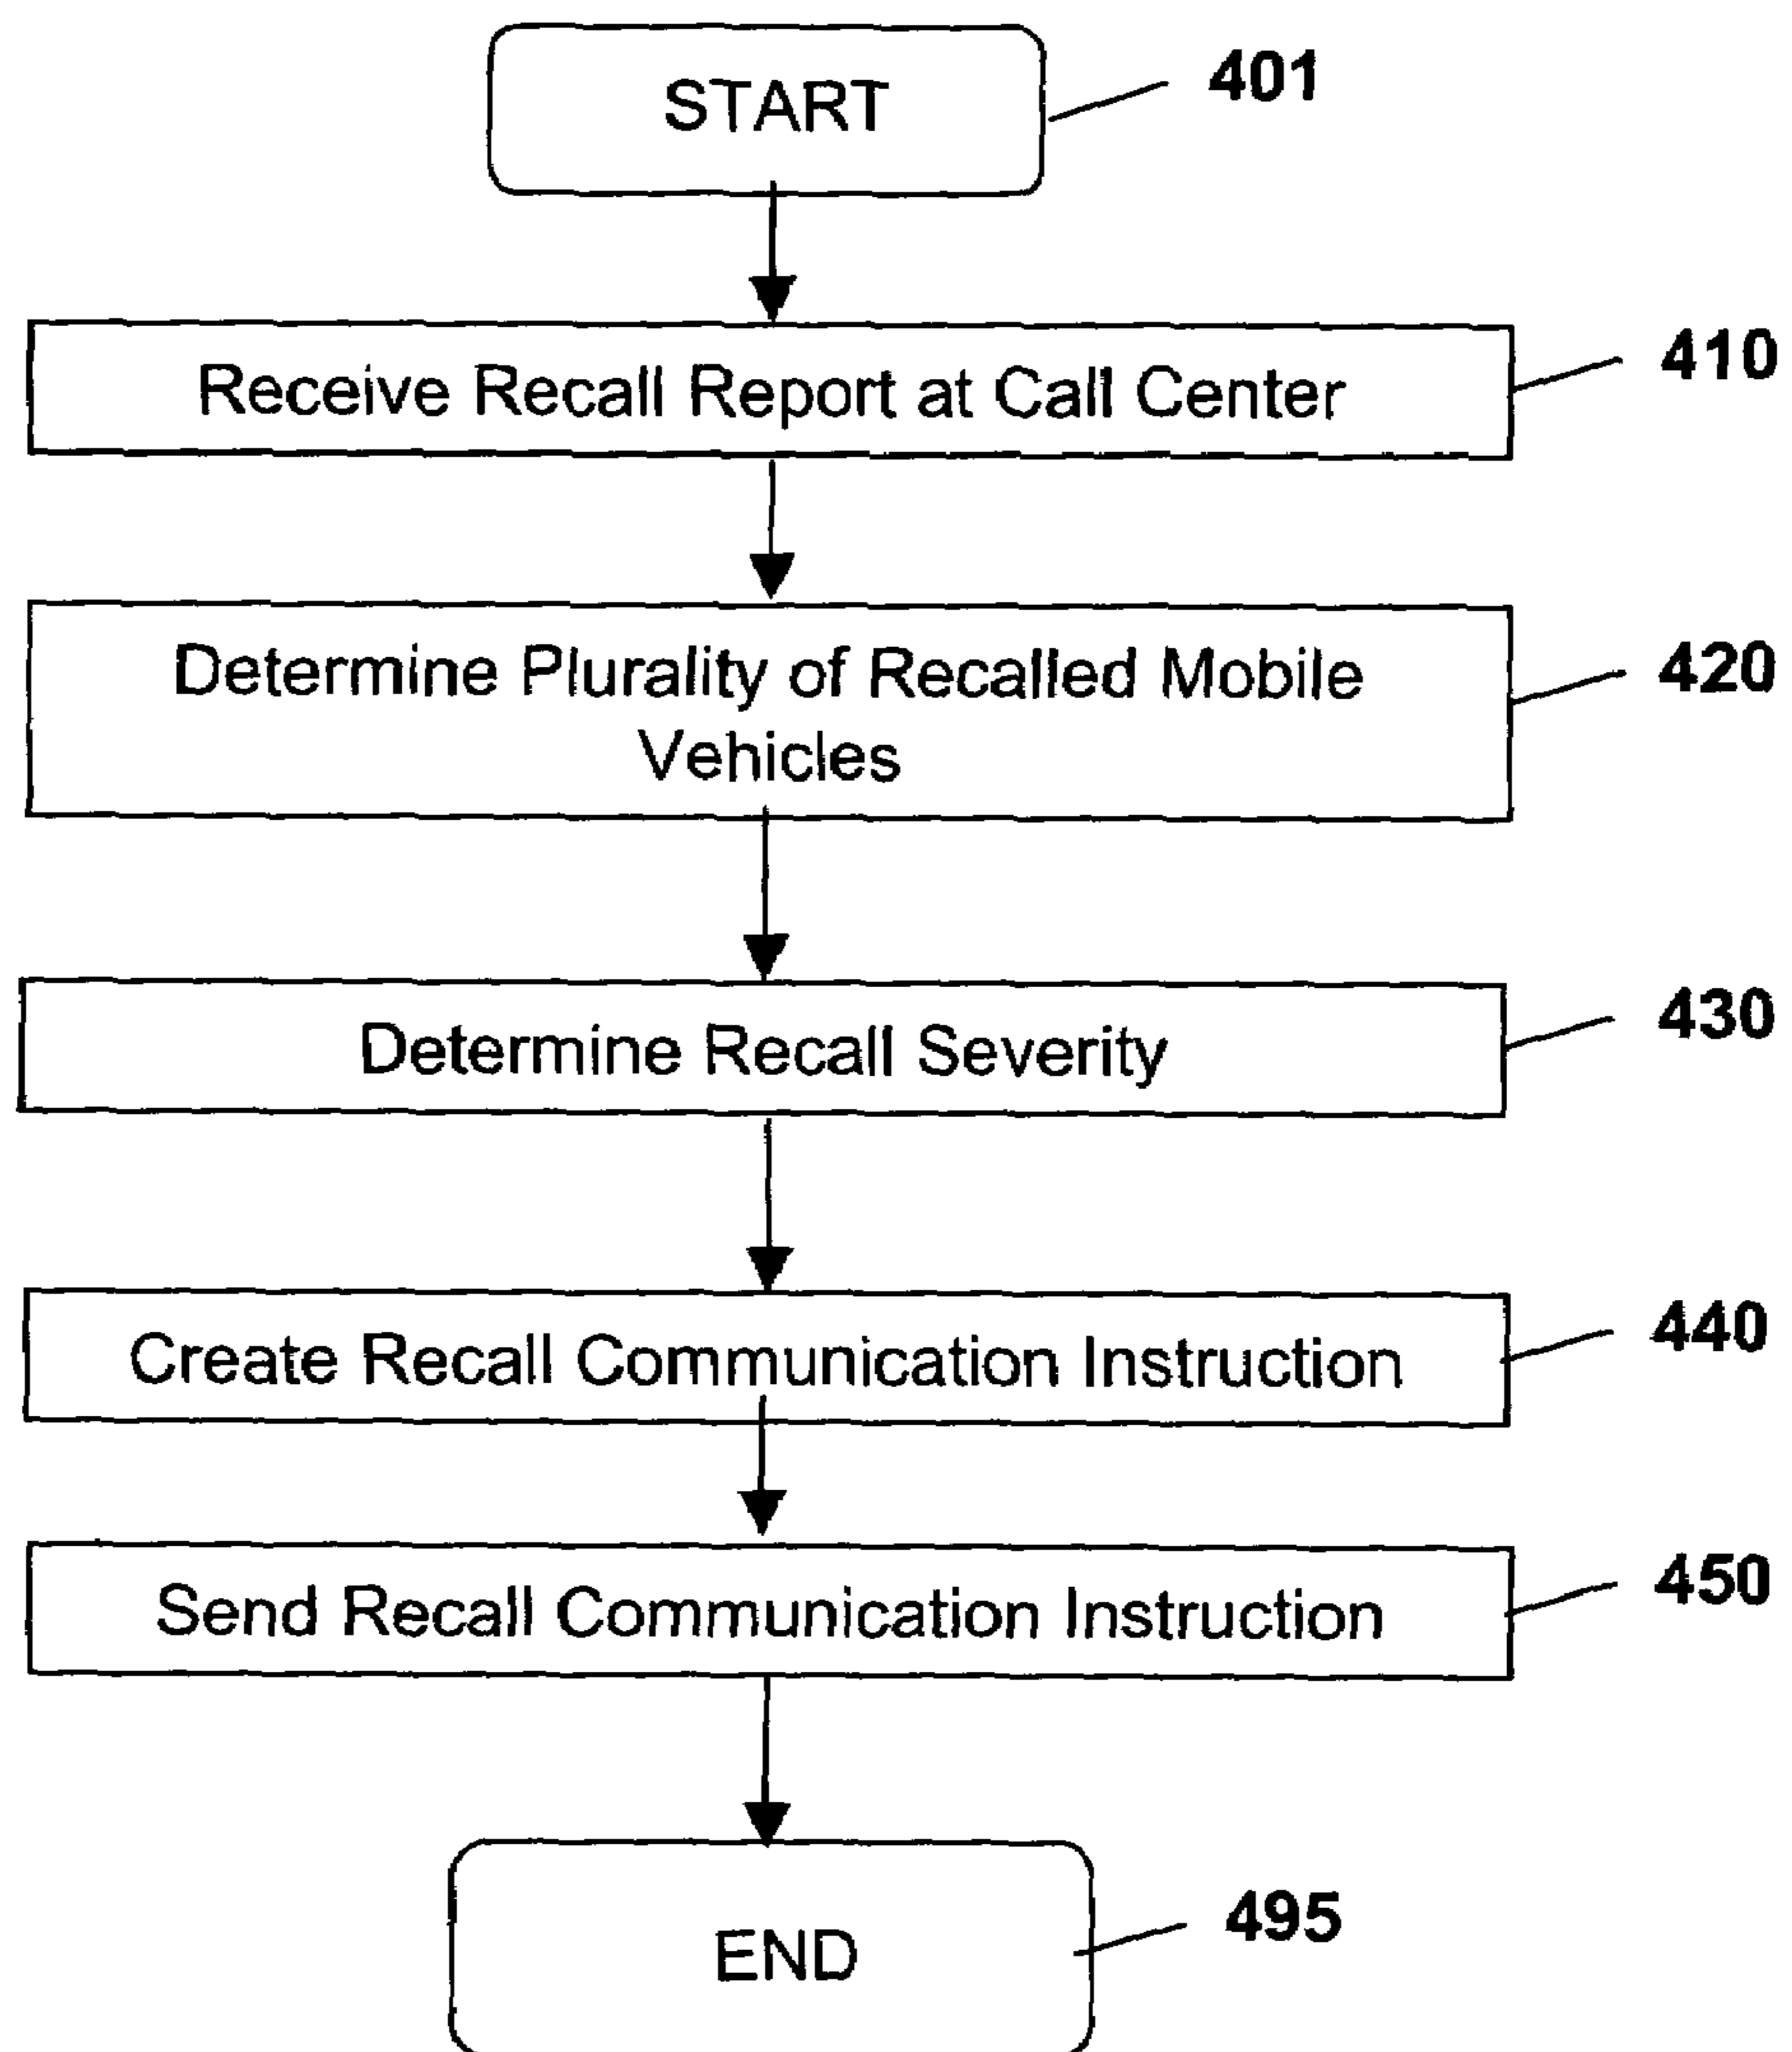 START
401
Receive Recall Report at Call Center
410
Determine Plurality of Recalled Mobile
Vehicles
420
Determine Recall Severity
430
Create Recall Communication Instruction
440
Send Recall Communication Instruction
450
END
495